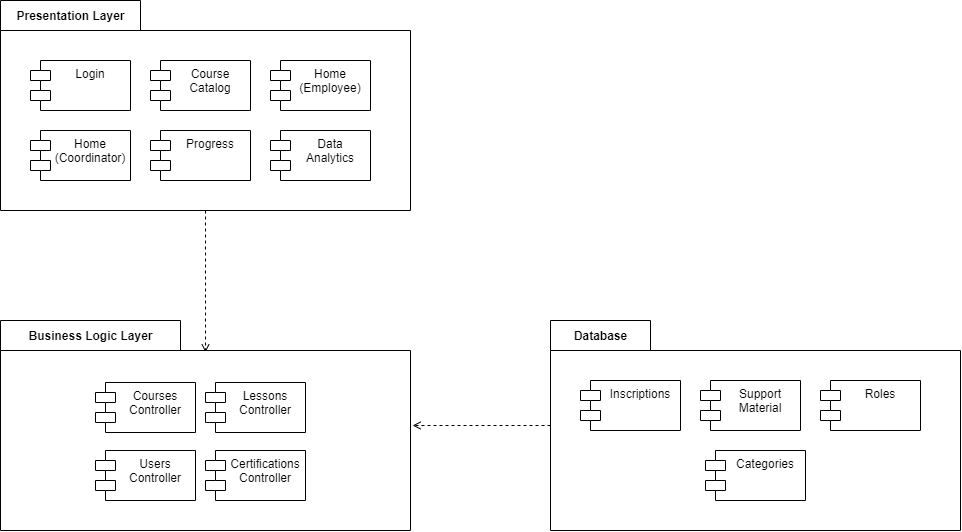 Presentation Layer
Login
Course
Catalog
Home
(Employee)
Home
(Coordinator)
Progress
Data
Analytics
Business Logic Layer
Courses
Controller
Lessons
Controller
Users
Controller
Certifications
Controller
Database
Inscriptions
Support
Material
Roles
Categories